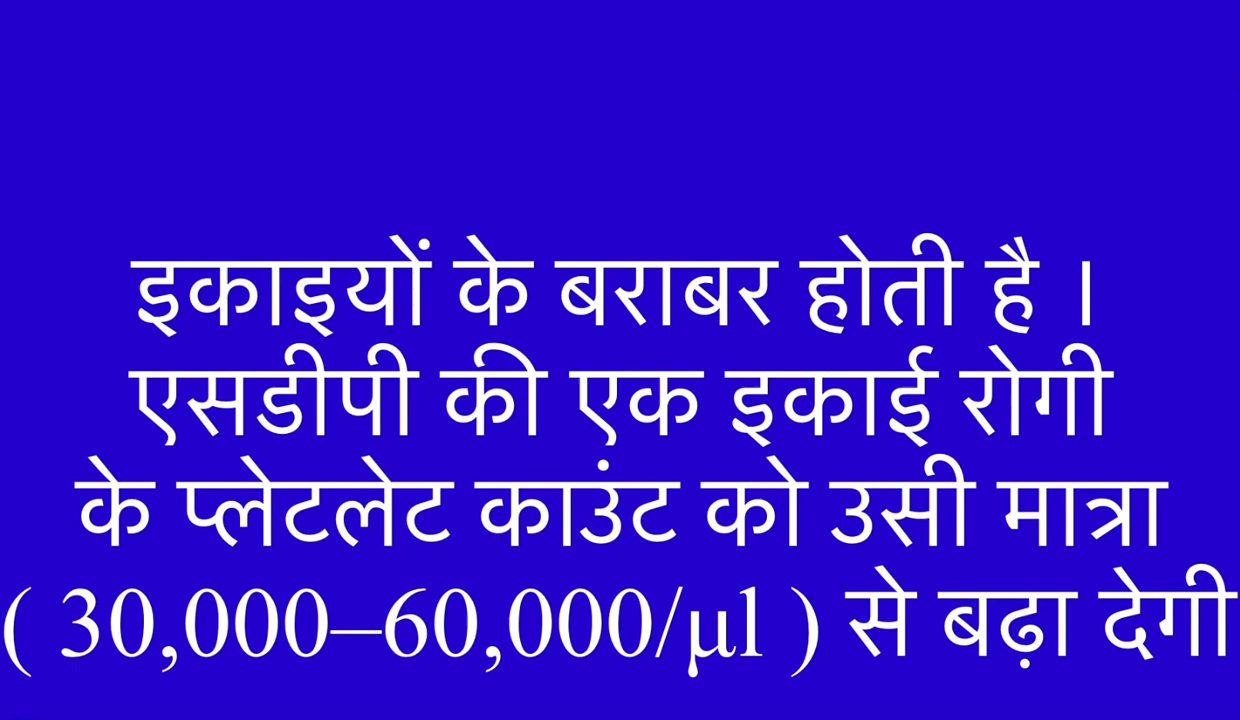 इकाइयों के बराबर होती है ।
एसडीपी की एक इकाई रोगी
के प्लेटलेट काउंट को उसी मात्रा
( 30,000–60,000/μl ) से बढ़ा देगी